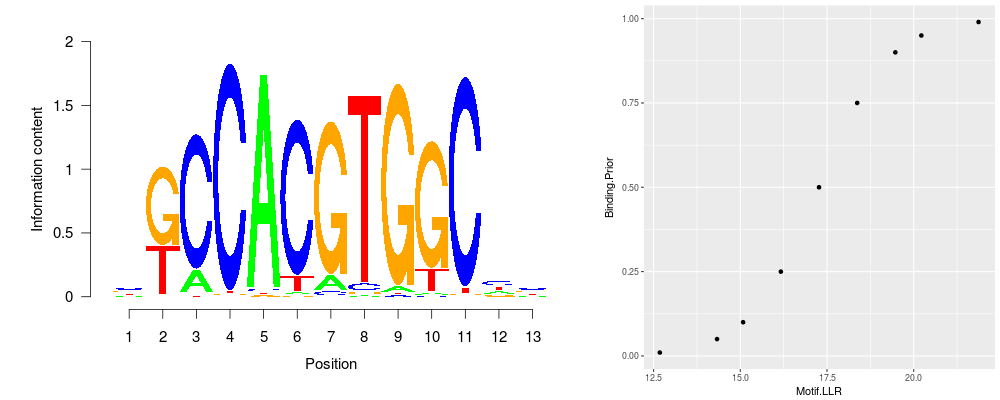 2
1.5
1
0.5
0
Information content
G C C A C G T G G C
T A T A T
1 2 3 4 5 6 7 8 9 10 11 12 13
Position
1.00
0.75
0.50
0.25
0.00
Binding.Prior
12.5 15.0 17.5 20.0
Motif.LLR